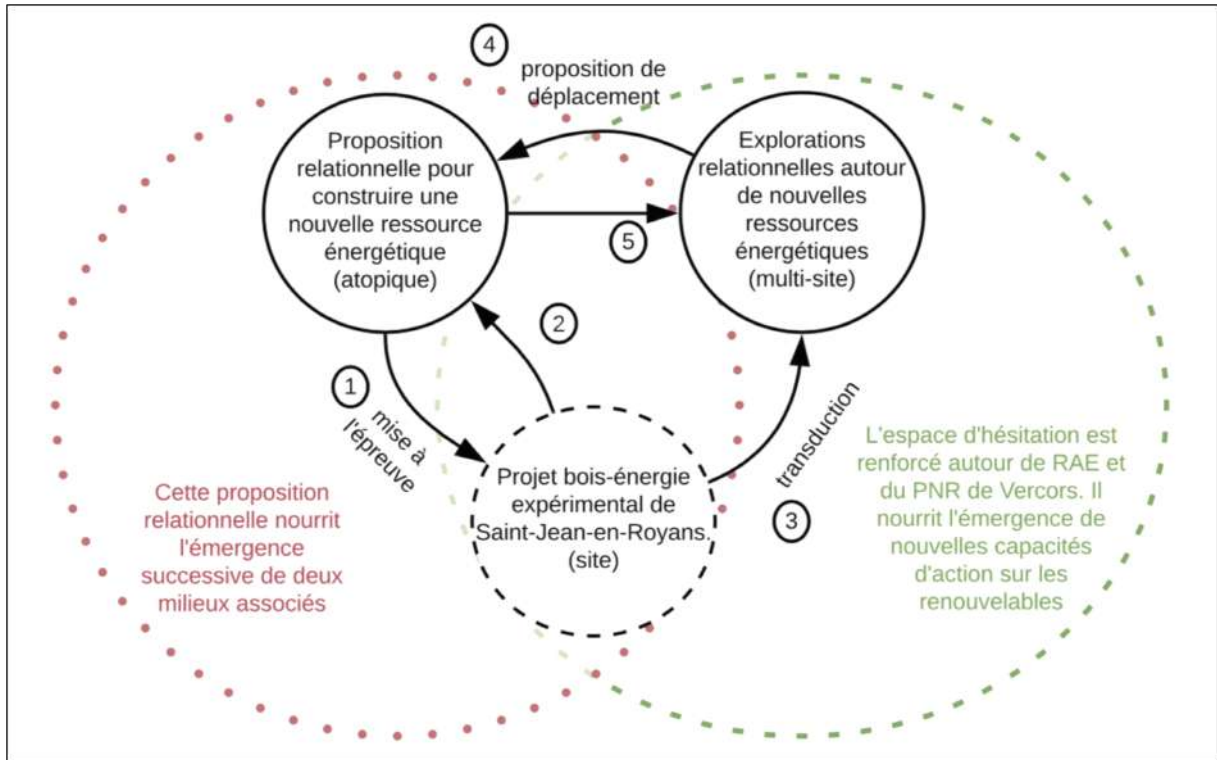 4
proposition de
déplacement
Proposition
relationnelle pour
construire une
nouvelle ressource
énergétique
(atopique)
Explorations
relationnelles autour
de nouvelles
ressources
énergétiques
(multi-site)
5
2
1
mise à
l'épreuve
Projet bois-énergie
expérimental de
Saint-Jean-en-Royans.
(site)
transduction
3
Cette proposition
relationnelle nourrit
l'émergence
successive de deux
milieux associés
L'espace d'hésitation est
renforcé autour de RAE et
du PNR de Vercors. Il
nourrit l'émergence de
nouvelles capacités
d'action sur les
renouvelables